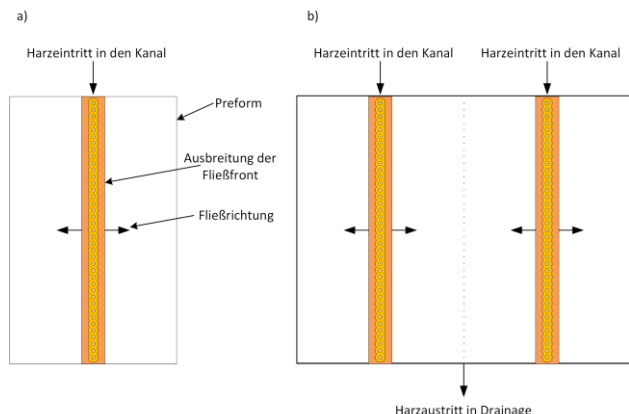 a)
Harzeintritt in den Kanal
Preform
Ausbreitung der
Fließfront
Fließrichtung
b)
Harzeintritt in den Kanal
Harzeintritt in den Kanal
Harzaustritt in Drainage